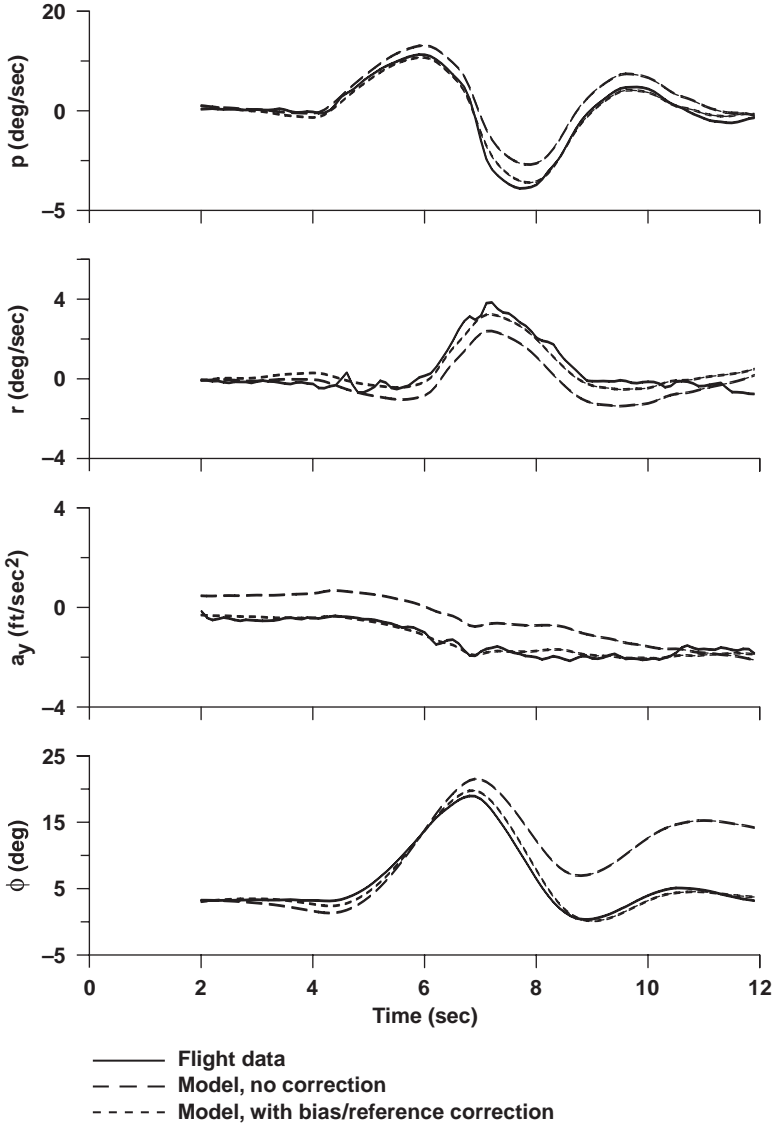 20
0
–5
p (deg/sec)
4
0
–4
r (deg/sec)
4
0
–4
ay (ft/sec2)
25
15
5
–5
ϕ (deg)
0 2 4 6 8 10 12
Time (sec)
Flight data
Model, no correction
Model, with bias/reference correction